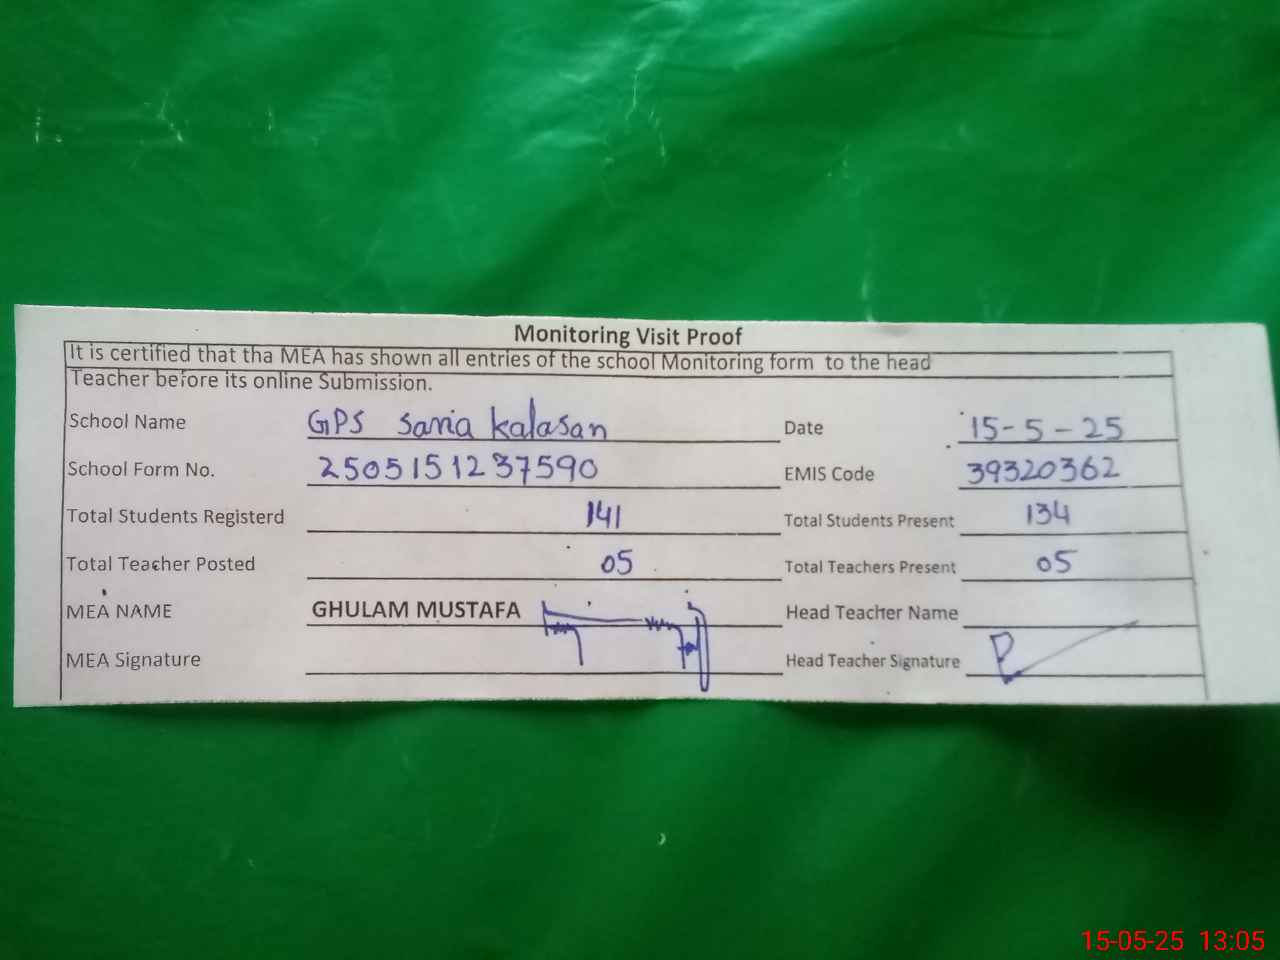 Monitoring Visit Proof
It is certified that tha MEA has shown all entries of the school Monitoring form to the head
Teacher before its online Submission.
School Name GPS Sania Kalasan Date 15-5-25
School Form No. 2505151237590 EMIS Code 39320362
Total Students Registerd 141 Total Students Present 134
Total Teacher Posted 05 Total Teachers Present 05
MEA NAME GHULAM MUSTAFA Head Teacher Name
MEA Signature Head Teacher Signature
15-05-25 13:05